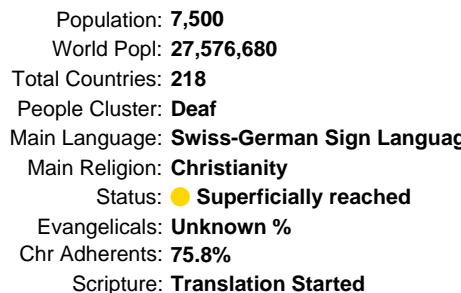 Population: 7,500
World Popl: 27,576,680
Total Countries: 218
People Cluster: Deaf
Main Language: Swiss-German Sign Languag
Main Religion: Christianity
Status: Superficially reached
Evangelicals: Unknown %
Chr Adherents: 75.8%
Scripture: Translation Started